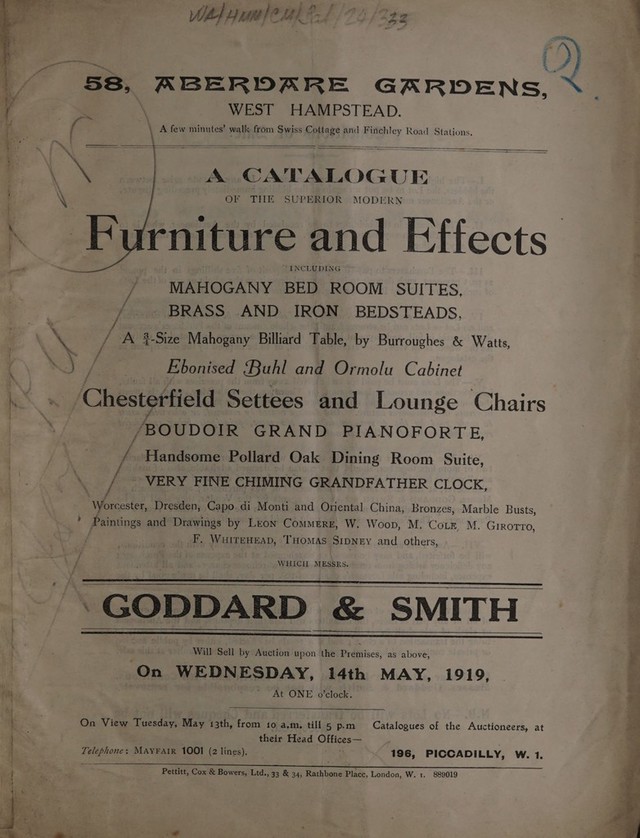 WA/HMM/CM/Sal/24/333
2
58, ABERDARE GARDENS,
WEST HAMPSTEAD.
A few minutes' walk from Swiss Cottage and Finchley Road Stations.
A CATALOGUE
OF THE SUPERIOR MODERN
Furniture and Effects
INCLUDING
MAHOGANY BED ROOM SUITES,
BRASS AND IRON BEDSTEADS,
A ¾-Size Mahogany Billiard Table, by Burroughes & Watts,
Ebonised Buhl and Ormolu Cabinet
Chesterfield Settees and Lounge Chairs
BOUDOIR GRAND PIANOFORTE,
Handsome Pollard Oak Dining Room Suite,
VERY FINE CHIMING GRANDFATHER CLOCK,
Worcester, Dresden, Capo di Monti and Oriental China, Bronzes, Marble Busts,
Paintings and Drawings by LEON COMMERE, W. WOOD, M. COLE, M. GIROTTO,
F. WHITEHEAD, THOMAS SIDNEY and others,
WHICH MESSRS.
GODDARD & SMITH
Will Sell by Auction upon the Premises, as above,
On WEDNESDAY, 14th MAY, 1919,
At ONE o'clock.
On View Tuesday, May 13th, from 10 a.m. till 5 p.m Catalogues of the Auctioneers, at
their Head Offices—
Telephone: MAYFAIR 1001 (2 lines). 196, PICCADILLY, W. 1.
Pettitt, Cox & Bowers, Ltd., 33 & 34, Rathbone Place, London, W. 1. 889019